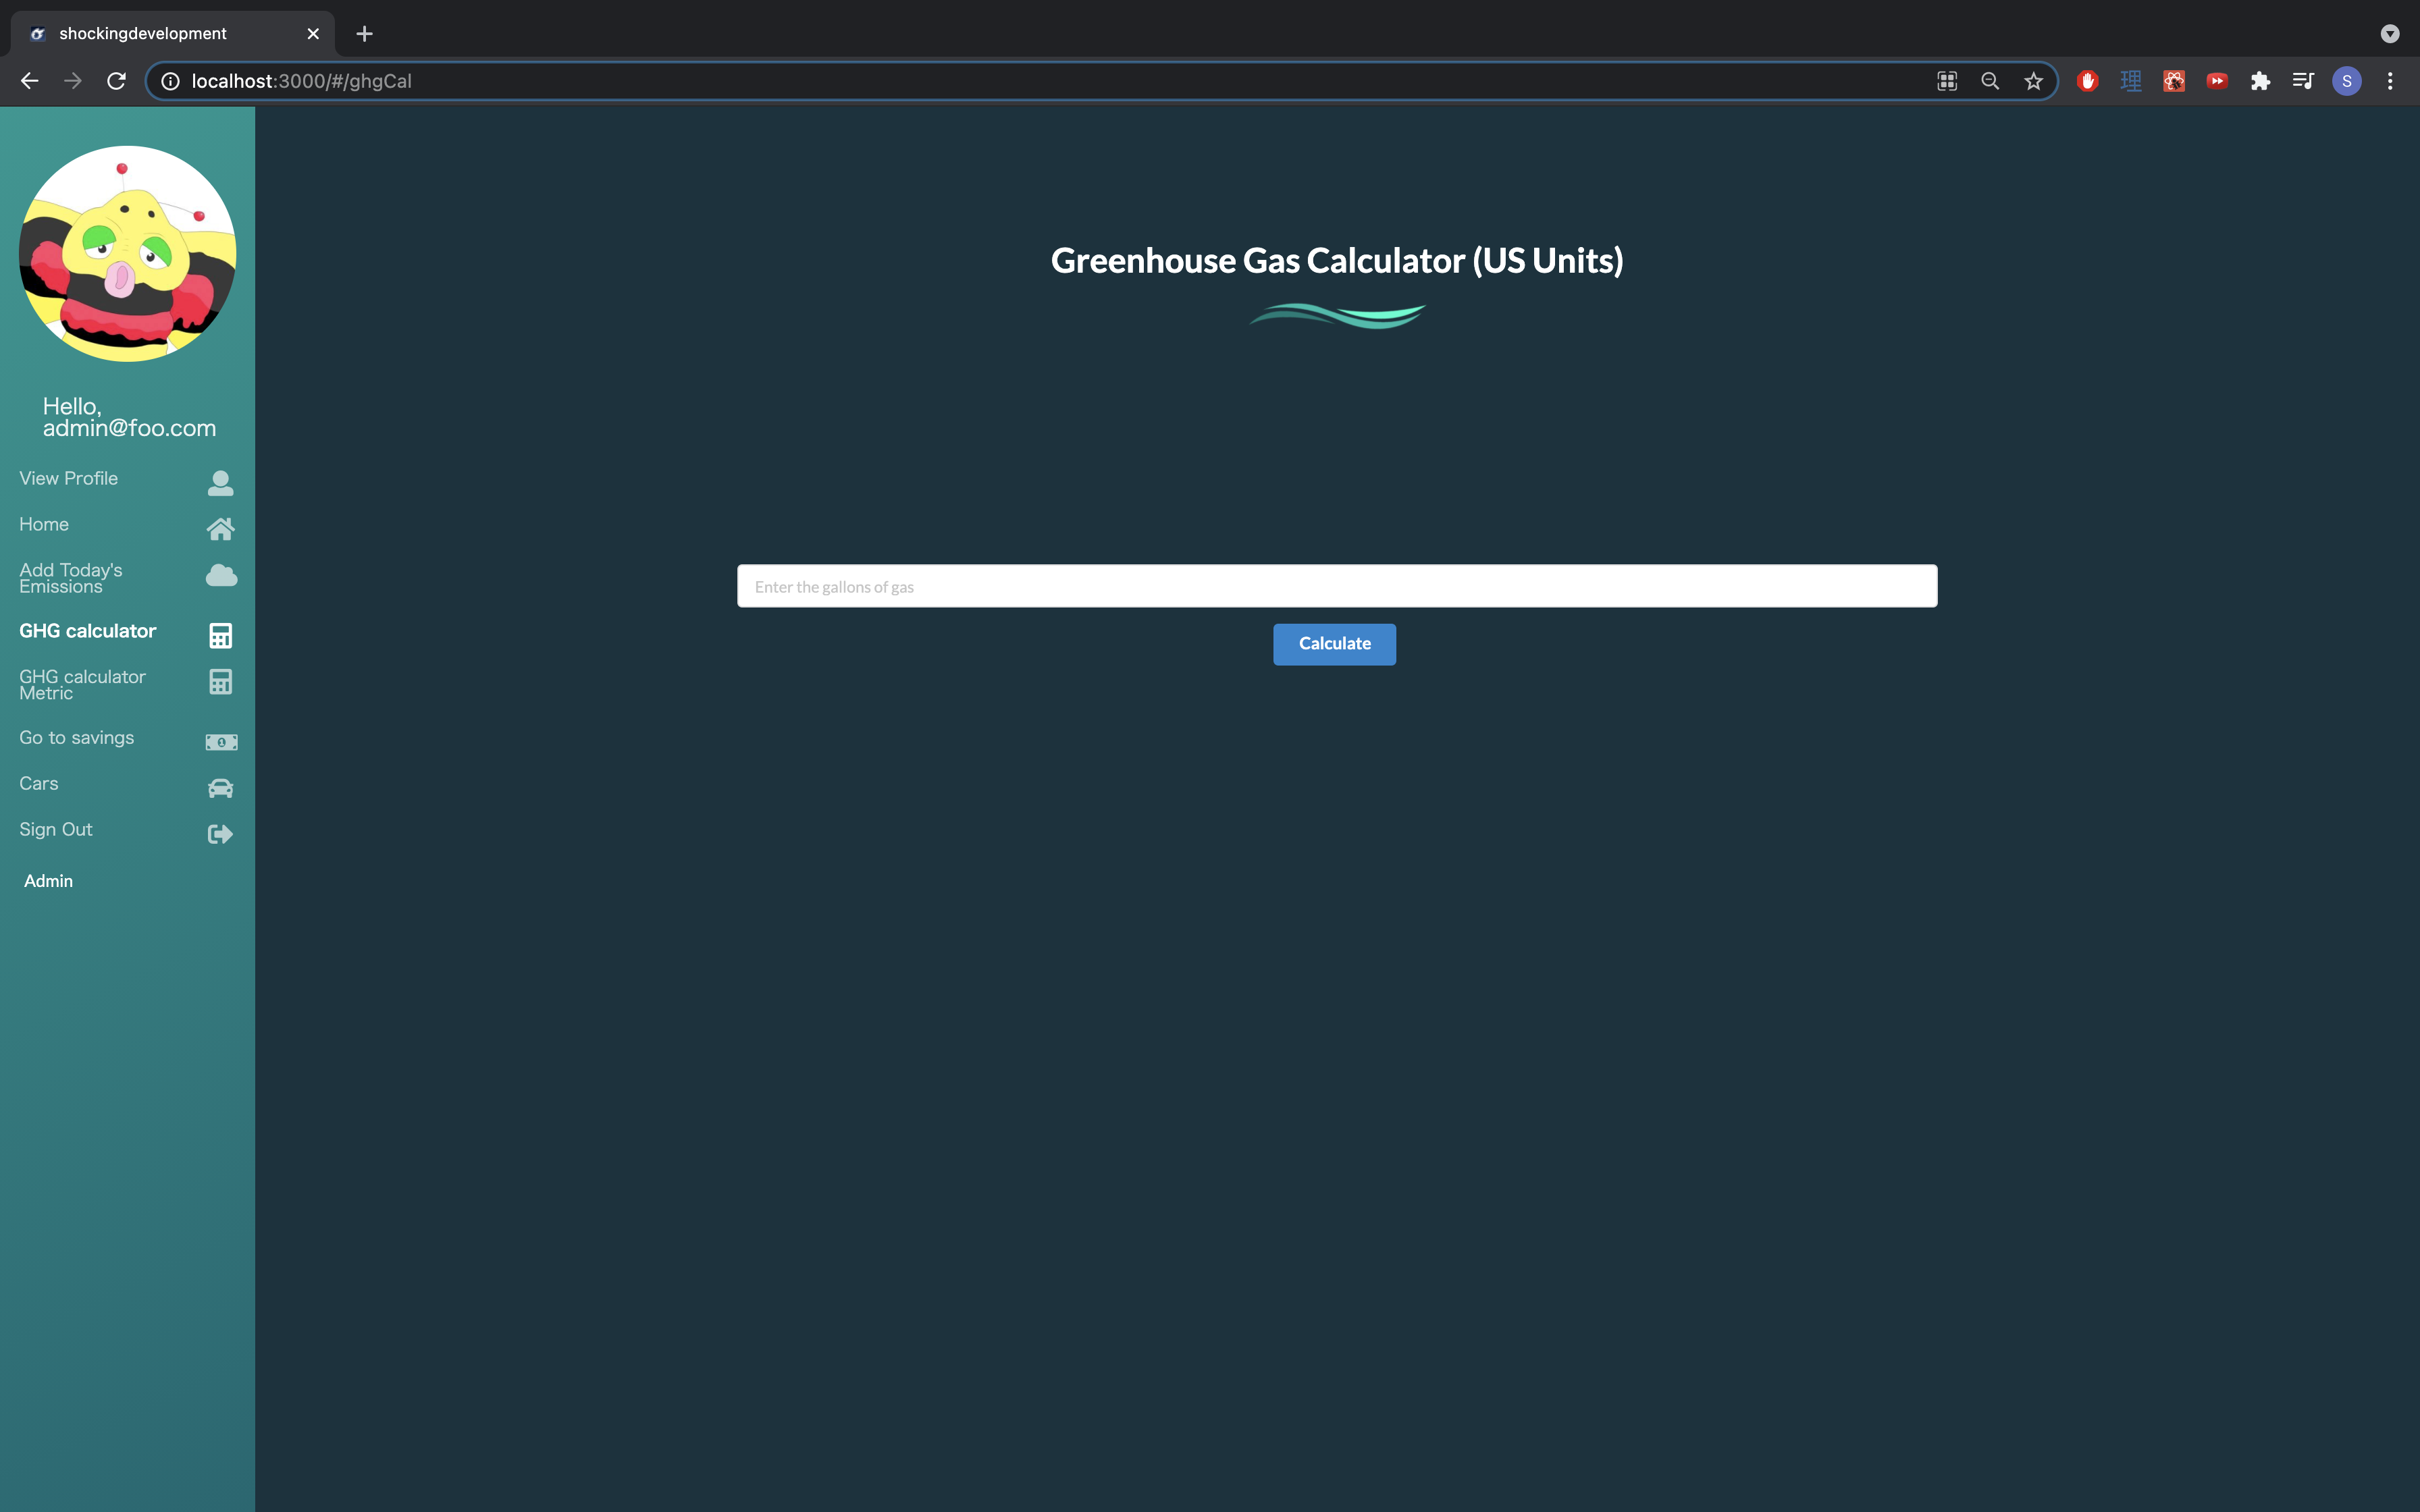 shockingdevelopment
localhost:3000/#/ghgCal
S
Hello,
admin@foo.com
View Profile
Home
Add Today's
Emissions
GHG calculator
GHG calculator
Metric
Go to savings
Cars
Sign Out
Admin
Greenhouse Gas Calculator (US Units)
Enter the gallons of gas
Calculate